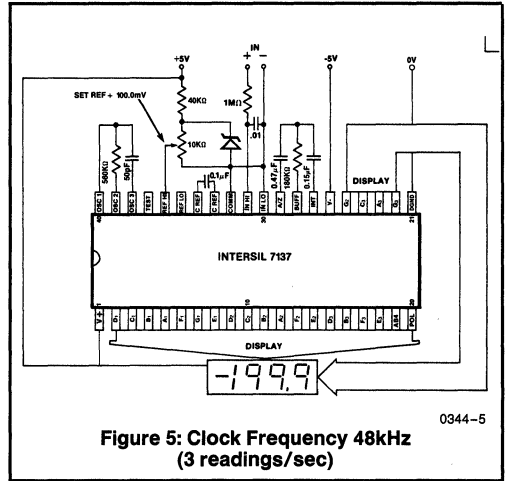 IN
+5V
+ −
-5V
0V
SET REF + 100.0mV
40KΩ
1MΩ
10KΩ
.01
560KΩ
50pF
0.1μF
0.47μF
180KΩ
0.15μF
DISPLAY
OSC 1
OSC 2
OSC 3
TEST
REF HI
REF LO
C REF
C REF
COMM
IN HI
IN LO
A/Z
BUFF
INT
V-
G2
C3
A3
G3
DGND
40
30
21
INTERSIL 7137
1
10
20
V+
D1
C1
B1
A1
F1
G1
E1
D2
C2
B2
A2
F2
E2
D3
B3
F3
E3
AB4
POL
DISPLAY
-199.9
0344-5
Figure 5: Clock Frequency 48kHz
(3 readings/sec)